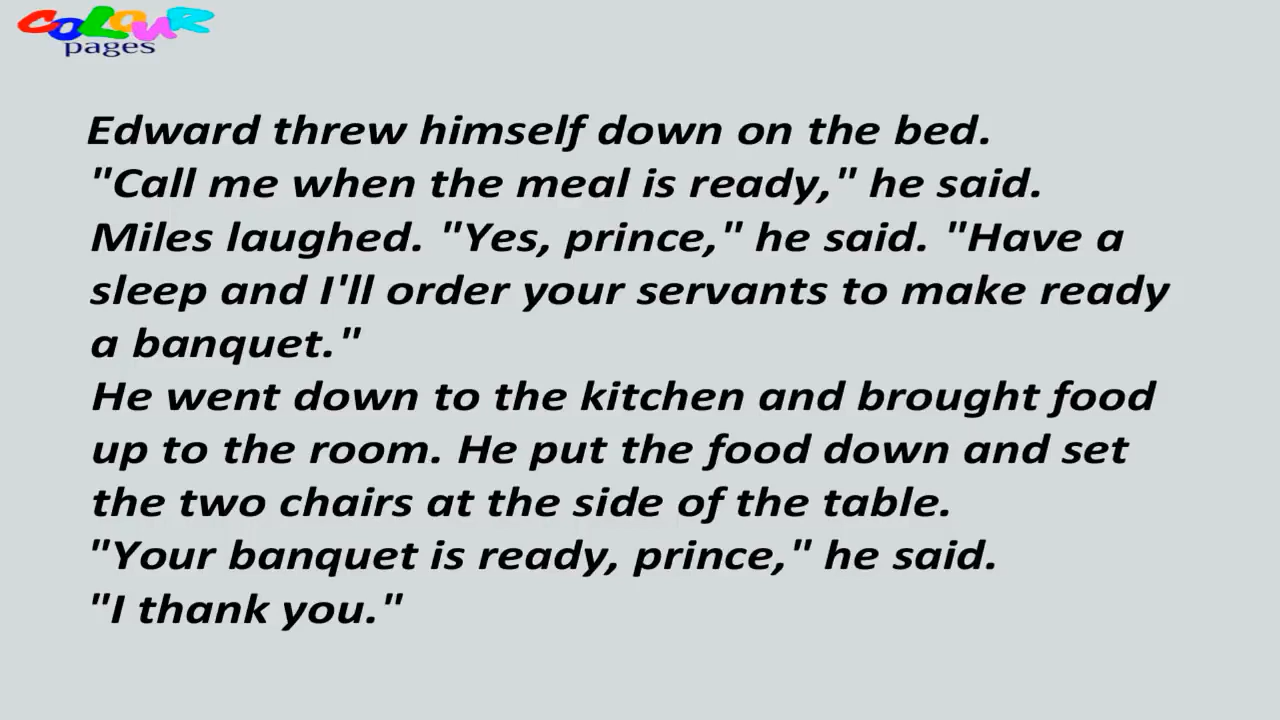 COLOUR
pages
Edward threw himself down on the bed.
"Call me when the meal is ready," he said.
Miles laughed. "Yes, prince," he said. "Have a
sleep and I'll order your servants to make ready
a banquet."
He went down to the kitchen and brought food
up to the room. He put the food down and set
the two chairs at the side of the table.
"Your banquet is ready, prince," he said.
"I thank you."